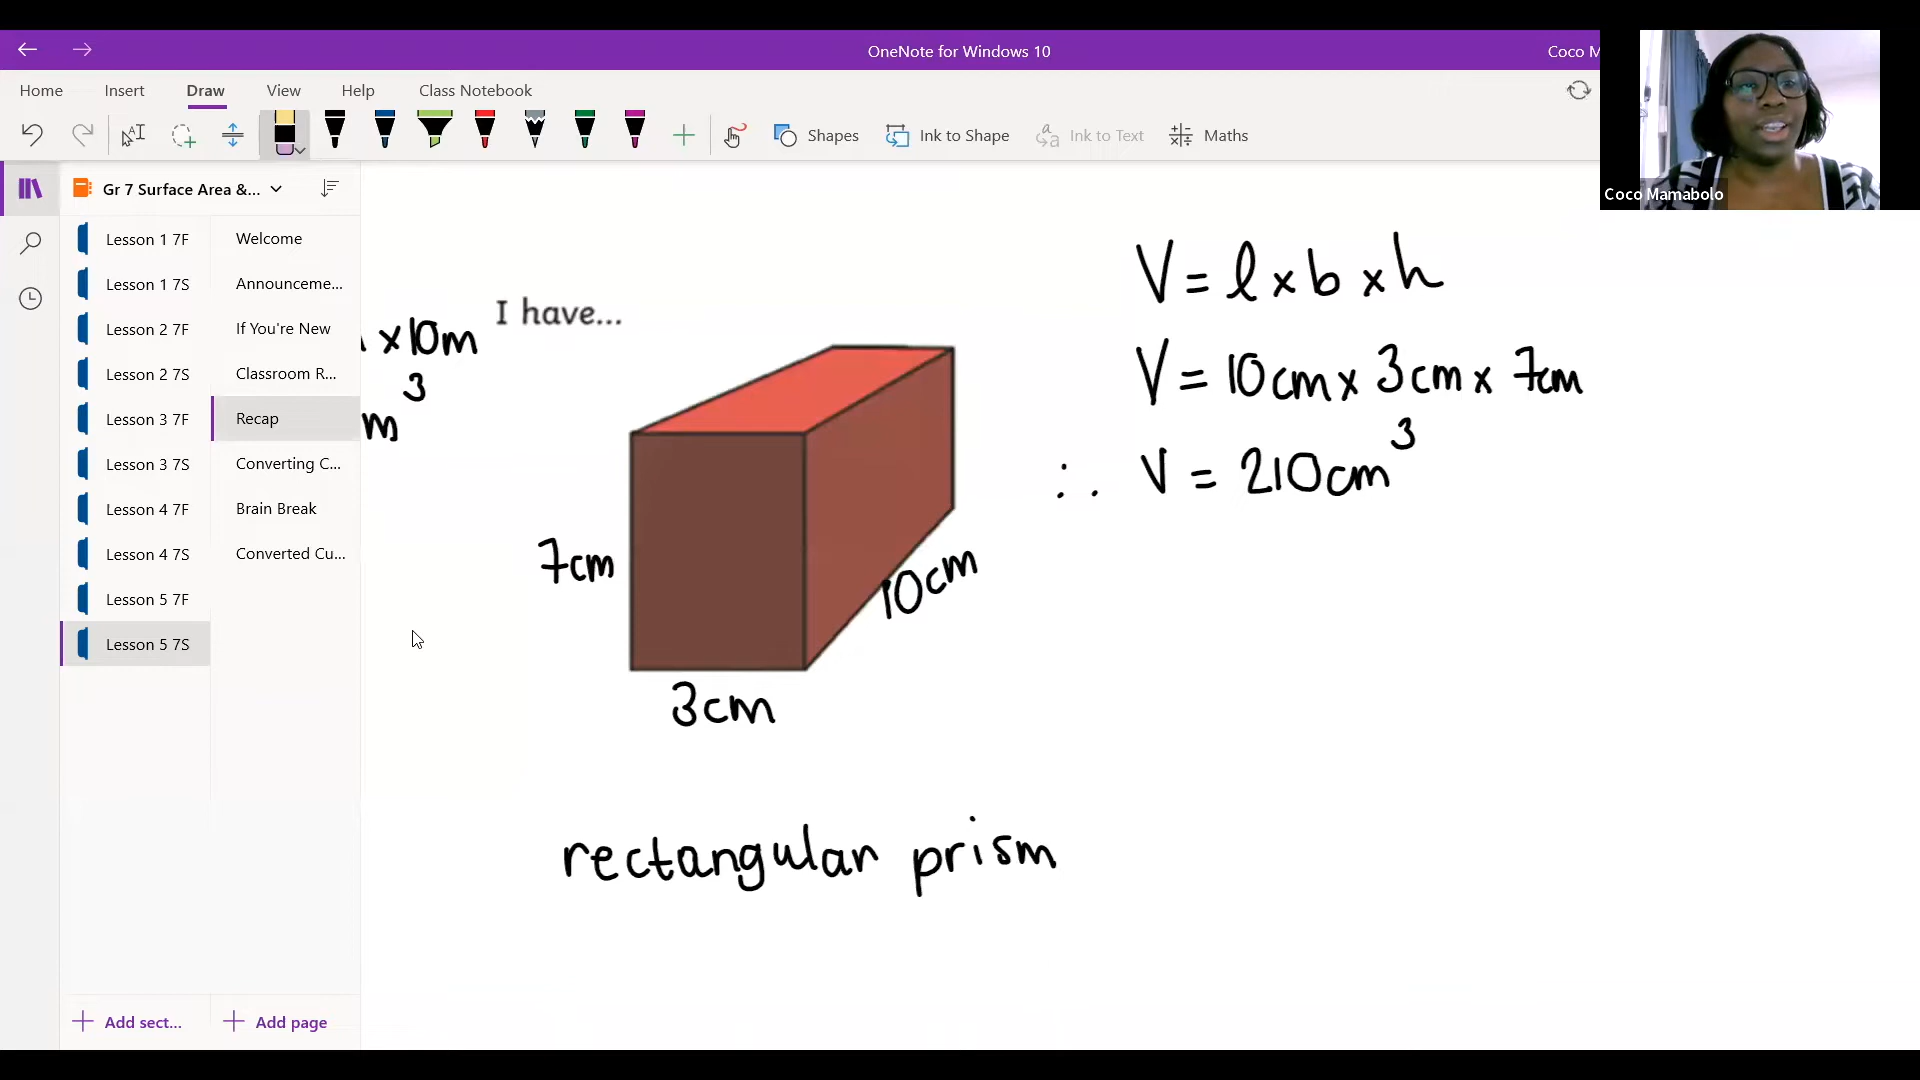 OneNote for Windows 10
Coco M
Home Insert Draw View Help Class Notebook
Shapes Ink to Shape Ink to Text Maths
Coco Mamabolo
Gr 7 Surface Area &...
Lesson 1 7F
Lesson 1 7S
Lesson 2 7F
Lesson 2 7S
Lesson 3 7F
Lesson 3 7S
Lesson 4 7F
Lesson 4 7S
Lesson 5 7F
Lesson 5 7S
Add sect...
Welcome
Announceme...
If You're New
Classroom R...
Recap
Converting C...
Brain Break
Converted Cu...
Add page
×10m
m³
I have...
7cm
10cm
3cm
rectangular prism
V = l × b × h
V = 10cm × 3cm × 7cm
∴ V = 210cm³